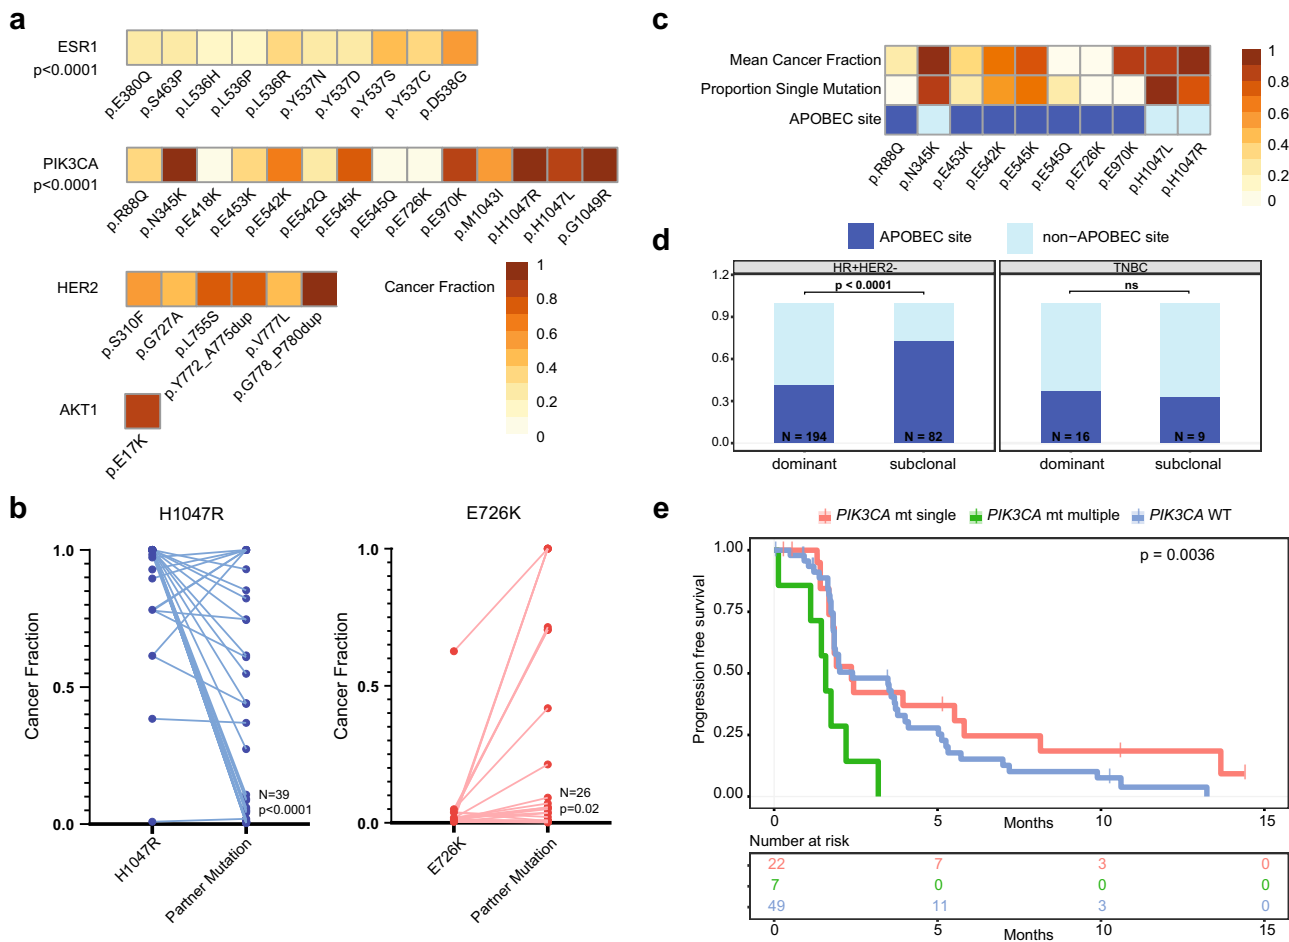 a
ESR1
p<0.0001
p.E380Q
p.S463P
p.L536H
p.L536P
p.L536R
p.Y537N
p.Y537D
p.Y537S
p.Y537C
p.D538G
PIK3CA
p<0.0001
p.R88Q
p.N345K
p.E418K
p.E453K
p.E542K
p.E542Q
p.E545K
p.E545Q
p.E726K
p.E970K
p.M1043I
p.H1047R
p.H1047L
p.G1049R
HER2
p.S310F
p.G727A
p.L755S
p.Y772_A775dup
p.V777L
p.G778_P780dup
Cancer Fraction
1
0.8
0.6
0.4
0.2
0
AKT1
p.E17K
b
H1047R
Cancer Fraction
1.0
0.5
0.0
N=39
p<0.0001
H1047R
Partner Mutation
E726K
Cancer Fraction
1.0
0.5
0.0
N=26
p=0.02
E726K
Partner Mutation
c
Mean Cancer Fraction
Proportion Single Mutation
APOBEC site
p.R88Q
p.N345K
p.E453K
p.E542K
p.E545K
p.E545Q
p.E726K
p.E970K
p.H1047L
p.H1047R
1
0.8
0.6
0.4
0.2
0
d
APOBEC site
non−APOBEC site
HR+HER2-
TNBC
1.2
0.9
0.6
0.3
0.0
p < 0.0001
ns
N = 194
N = 82
N = 16
N = 9
dominant
subclonal
dominant
subclonal
e
PIK3CA mt single
PIK3CA mt multiple
PIK3CA WT
p = 0.0036
Progression free survival
1.00
0.75
0.50
0.25
0.00
0
5
10
15
Months
Number at risk
22 7 3 0
7 0 0 0
49 11 3 0
0
5
10
15
Months